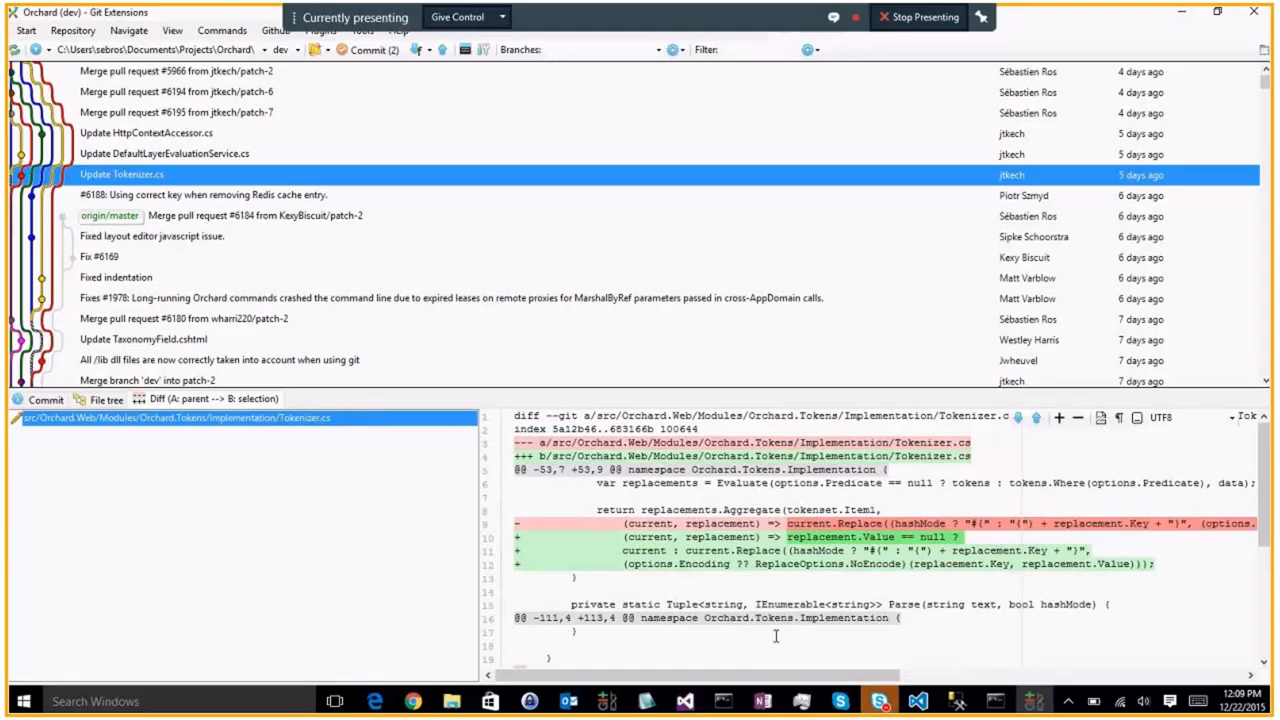 Orchard (dev) - Git Extensions
Currently presenting
Give Control
Stop Presenting
Start Repository Navigate View Commands Github Plugins Tools Help
C:\Users\sebros\Documents\Projects\Orchard\ dev Commit (2) Branches: Filter:
Merge pull request #5966 from jtkech/patch-2 Sébastien Ros 4 days ago
Merge pull request #6194 from jtkech/patch-6 Sébastien Ros 4 days ago
Merge pull request #6195 from jtkech/patch-7 Sébastien Ros 4 days ago
Update HttpContextAccessor.cs jtkech 5 days ago
Update DefaultLayerEvaluationService.cs jtkech 5 days ago
Update Tokenizer.cs jtkech 5 days ago
#6188: Using correct key when removing Redis cache entry. Piotr Szmyd 5 days ago
origin/master Merge pull request #6184 from KexyBiscuit/patch-2 Sébastien Ros 6 days ago
Fixed layout editor javascript issue. Sipke Schoorstra 6 days ago
Fix #6169 Kexy Biscuit 6 days ago
Fixed indentation Matt Varblow 6 days ago
Fixes #1978: Long-running Orchard commands crashed the command line due to expired leases on remote proxies for MarshalByRef parameters passed in cross-AppDomain calls. Matt Varblow 6 days ago
Merge pull request #6180 from wharri220/patch-2 Sébastien Ros 7 days ago
Update TaxonomyField.cshtml Westley Harris 7 days ago
All /lib dll files are now correctly taken into account when using git Jwheuvel 7 days ago
Merge branch 'dev' into patch-2 jtkech 7 days ago
Commit File tree Diff (A: parent --> B: selection)
src/Orchard.Web/Modules/Orchard.Tokens/Implementation/Tokenizer.cs
1 diff --git a/src/Orchard.Web/Modules/Orchard.Tokens/Implementation/Tokenizer.c UTF8 Tok
2 index 5a12b46..683166b 100644
3 --- a/src/Orchard.Web/Modules/Orchard.Tokens/Implementation/Tokenizer.cs
4 +++ b/src/Orchard.Web/Modules/Orchard.Tokens/Implementation/Tokenizer.cs
5 @@ -53,7 +53,9 @@ namespace Orchard.Tokens.Implementation {
6 var replacements = Evaluate(options.Predicate == null ? tokens : tokens.Where(options.Predicate), data);
7
8 return replacements.Aggregate(tokenset.Item1,
9 - (current, replacement) => current.Replace((hashMode ? "#{" : "{") + replacement.Key + "}", (options.
10 + (current, replacement) => replacement.Value == null ?
11 + current : current.Replace((hashMode ? "#{" : "{") + replacement.Key + "}",
12 + (options.Encoding ?? ReplaceOptions.NoEncode)(replacement.Key, replacement.Value)));
13 }
14
15 private static Tuple<string, IEnumerable<string>> Parse(string text, bool hashMode) {
16 @@ -111,4 +113,4 @@ namespace Orchard.Tokens.Implementation {
17 }
18
19 }
Search Windows
12:09 PM
12/22/2015